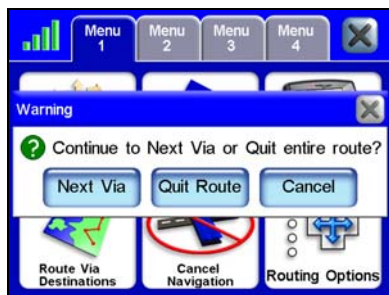 Menu 1
Menu 2
Menu 3
Menu 4
Warning
Continue to Next Via or Quit entire route?
Next Via
Quit Route
Cancel
Route Via
Destinations
Cancel
Navigation
Routing Options